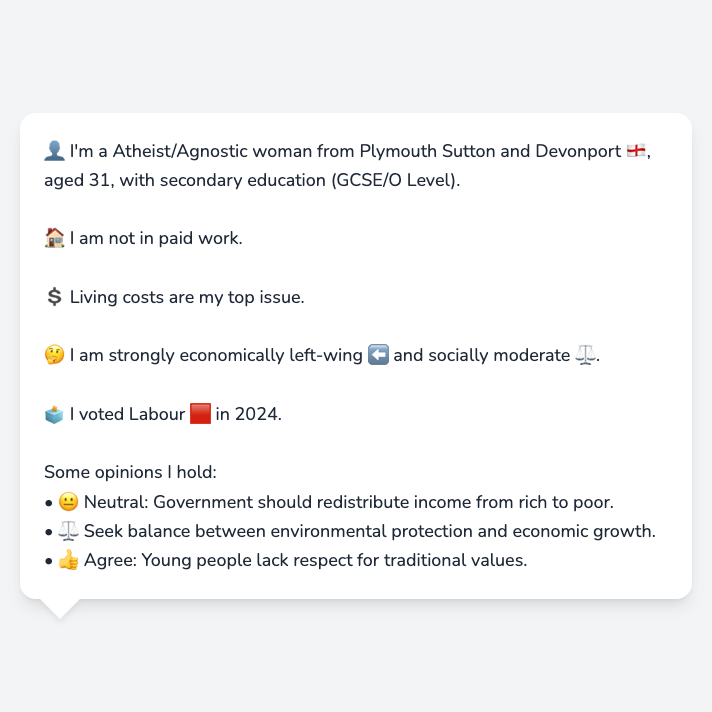 👤 I'm a Atheist/Agnostic woman from Plymouth Sutton and Devonport 🏴󠁧󠁢󠁥󠁮󠁧󠁿,
aged 31, with secondary education (GCSE/O Level).
🏠 I am not in paid work.
💲 Living costs are my top issue.
🤔 I am strongly economically left-wing ⬅️ and socially moderate ⚖️.
🗳️ I voted Labour 🟥 in 2024.
Some opinions I hold:
• 😐 Neutral: Government should redistribute income from rich to poor.
• ⚖️ Seek balance between environmental protection and economic growth.
• 👍 Agree: Young people lack respect for traditional values.